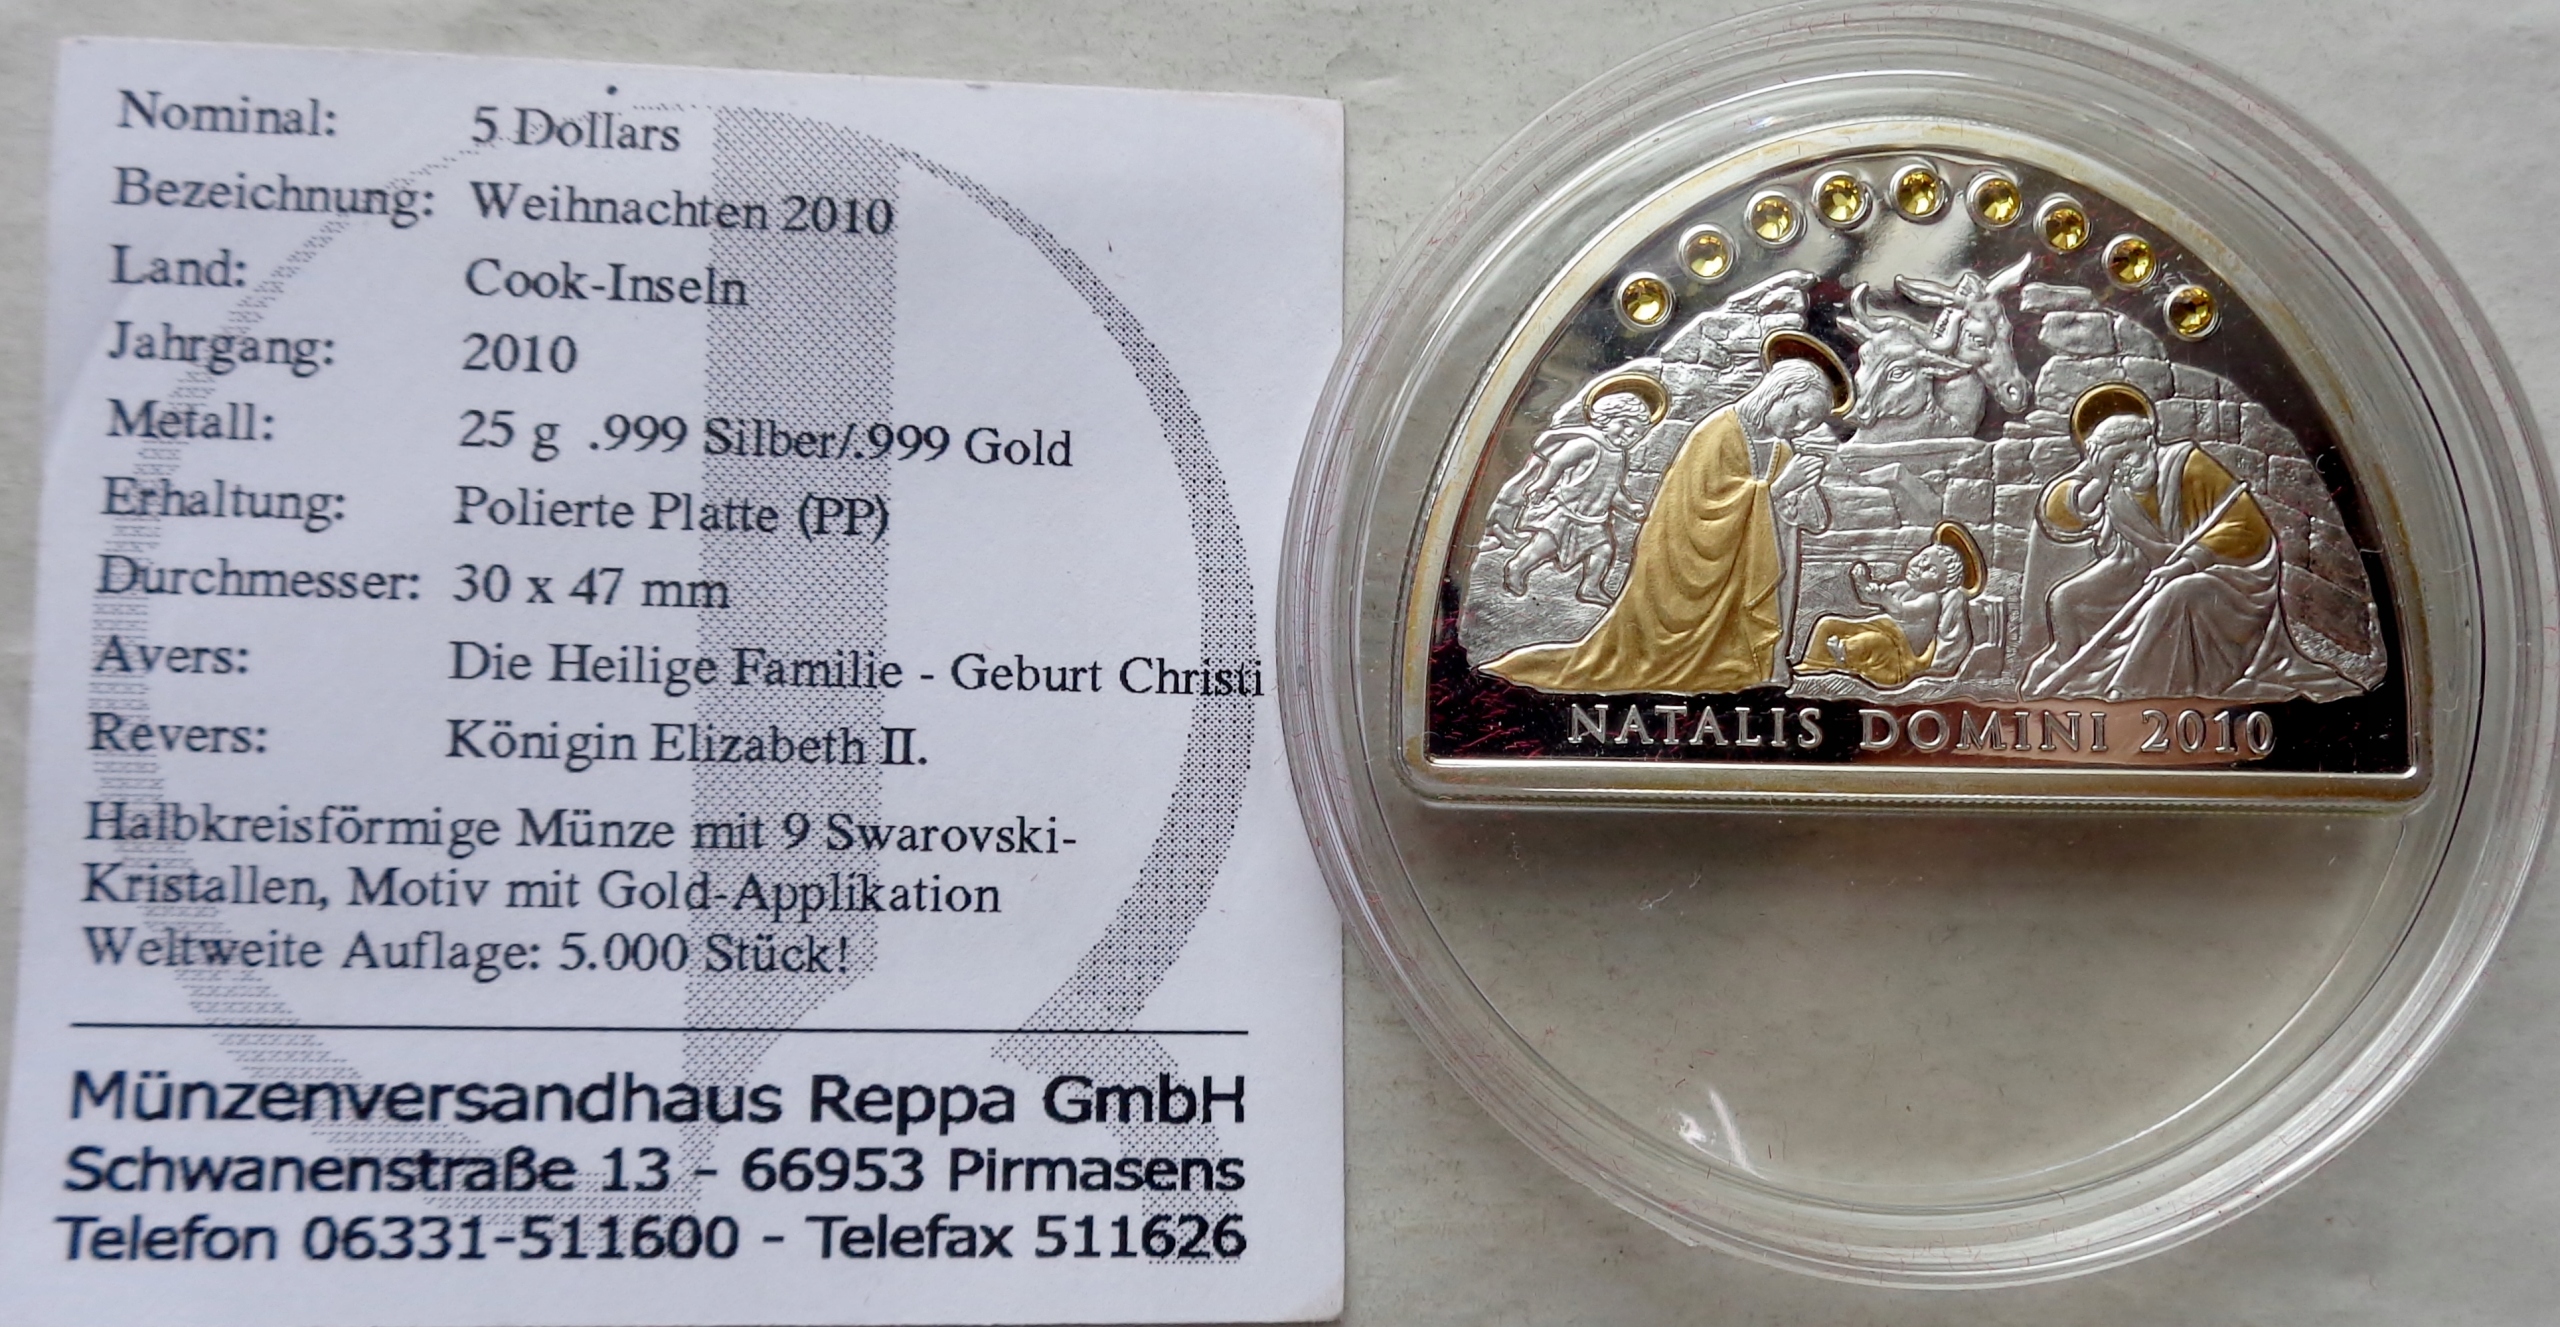 Nominal: 5 Dollars
Bezeichnung: Weihnachten 2010
Land: Cook-Inseln
Jahrgang: 2010
Metall: 25 g .999 Silber/.999 Gold
Erhaltung: Polierte Platte (PP)
Durchmesser: 30 x 47 mm
Avers: Die Heilige Familie - Geburt Christi
Revers: Königin Elizabeth II.
Halbkreisförmige Münze mit 9 Swarovski-
Kristallen, Motiv mit Gold-Applikation
Weltweite Auflage: 5.000 Stück!
Münzenversandhaus Reppa GmbH
Schwanenstraße 13 - 66953 Pirmasens
Telefon 06331-511600 - Telefax 511626
NATALIS DOMINI 2010